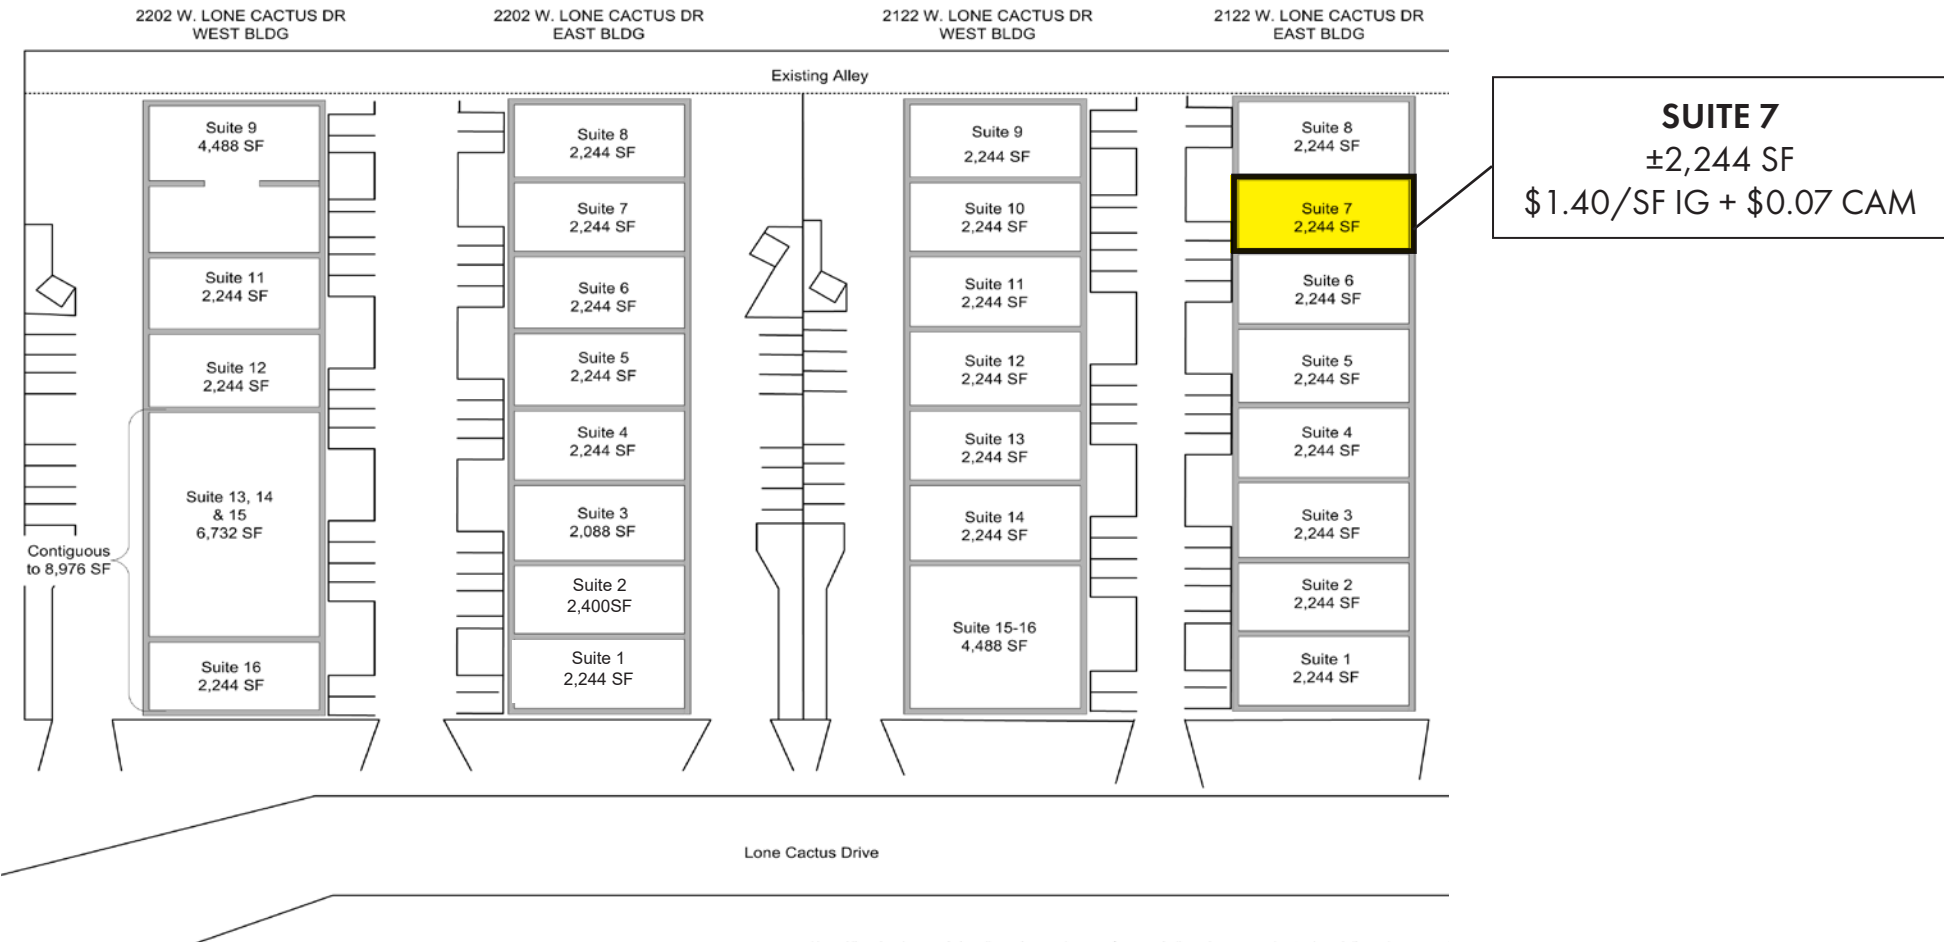 2202 W. LONE CACTUS DR
WEST BLDG
2202 W. LONE CACTUS DR
EAST BLDG
2122 W. LONE CACTUS DR
WEST BLDG
2122 W. LONE CACTUS DR
EAST BLDG
Existing Alley
Suite 9
4,488 SF
Suite 11
2,244 SF
Suite 12
2,244 SF
Suite 13, 14
& 15
6,732 SF
Contiguous
to 8,976 SF
Suite 16
2,244 SF
Suite 8
2,244 SF
Suite 7
2,244 SF
Suite 6
2,244 SF
Suite 5
2,244 SF
Suite 4
2,244 SF
Suite 3
2,088 SF
Suite 2
2,400SF
Suite 1
2,244 SF
Suite 9
2,244 SF
Suite 10
2,244 SF
Suite 11
2,244 SF
Suite 12
2,244 SF
Suite 13
2,244 SF
Suite 14
2,244 SF
Suite 15-16
4,488 SF
Suite 8
2,244 SF
Suite 7
2,244 SF
Suite 6
2,244 SF
Suite 5
2,244 SF
Suite 4
2,244 SF
Suite 3
2,244 SF
Suite 2
2,244 SF
Suite 1
2,244 SF
SUITE 7
±2,244 SF
$1.40/SF IG + $0.07 CAM
Lone Cactus Drive